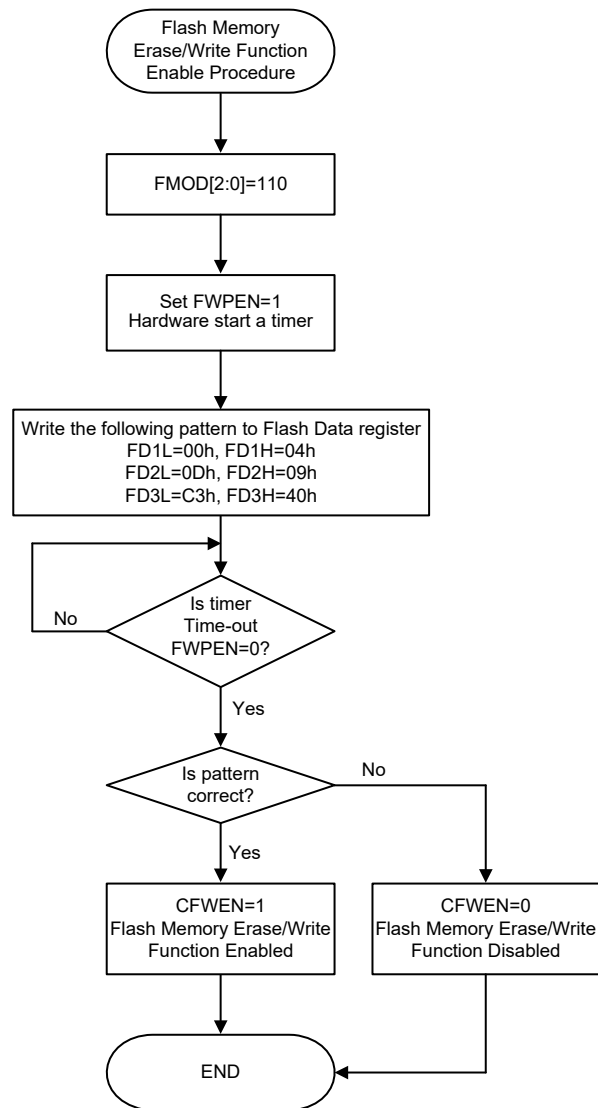 Flash Memory
Erase/Write Function
Enable Procedure
FMOD[2:0]=110
Set FWPEN=1
Hardware start a timer
Write the following pattern to Flash Data register
FD1L=00h, FD1H=04h
FD2L=0Dh, FD2H=09h
FD3L=C3h, FD3H=40h
Is timer
Time-out
FWPEN=0?
No
Yes
Is pattern
correct?
No
Yes
CFWEN=1
Flash Memory Erase/Write
Function Enabled
CFWEN=0
Flash Memory Erase/Write
Function Disabled
END